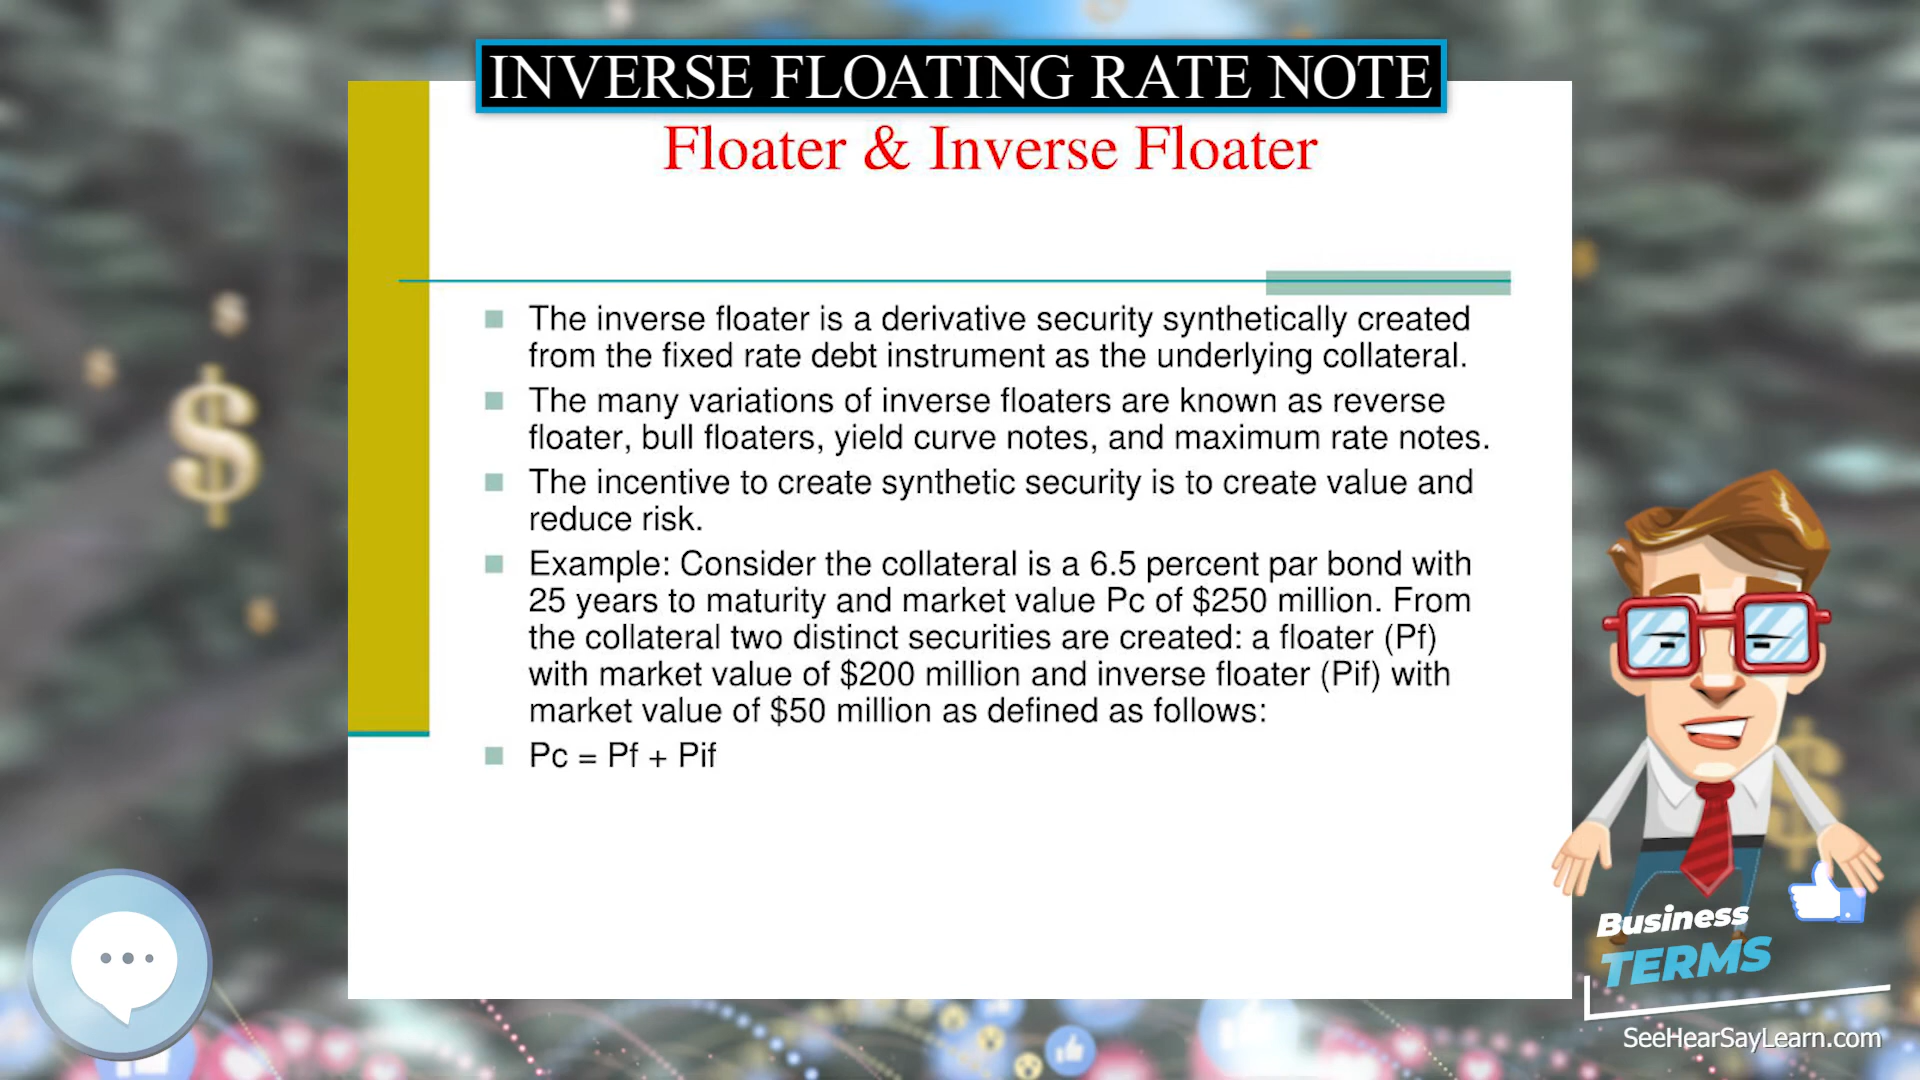 INVERSE FLOATING RATE NOTE
Floater & Inverse Floater
The inverse floater is a derivative security synthetically created
from the fixed rate debt instrument as the underlying collateral.
The many variations of inverse floaters are known as reverse
floater, bull floaters, yield curve notes, and maximum rate notes.
The incentive to create synthetic security is to create value and
reduce risk.
Example: Consider the collateral is a 6.5 percent par bond with
25 years to maturity and market value Pc of $250 million. From
the collateral two distinct securities are created: a floater (Pf)
with market value of $200 million and inverse floater (Pif) with
market value of $50 million as defined as follows:
Pc = Pf + Pif
Business
TERMS
SeeHearSayLearn.com